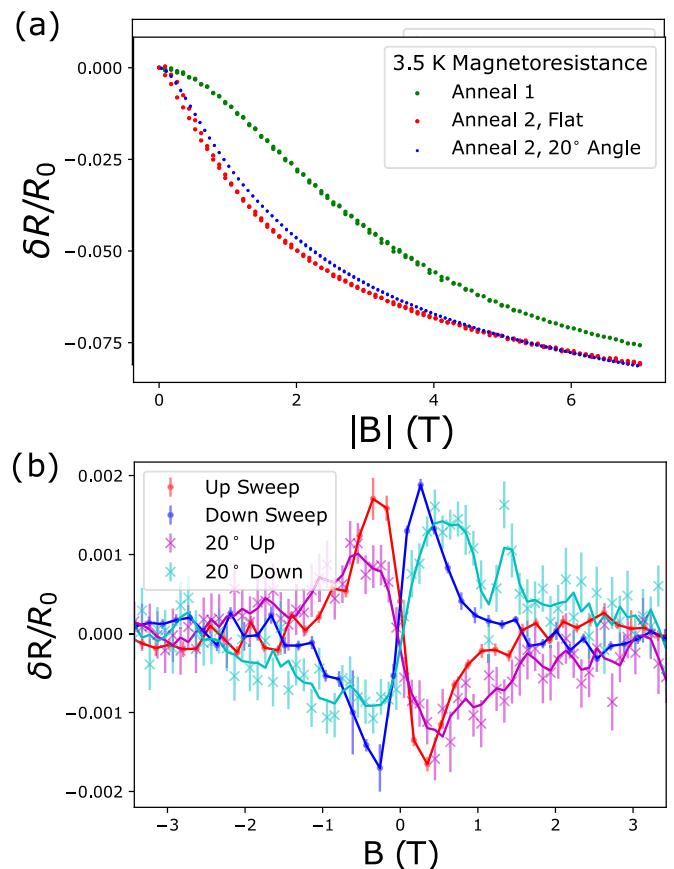 (a)
3.5 K Magnetoresistance
Anneal 1
Anneal 2, Flat
Anneal 2, 20° Angle
0.000
−0.025
−0.050
−0.075
δR/R₀
0 2 4 6
|B| (T)
(b)
Up Sweep
Down Sweep
20° Up
20° Down
0.002
0.001
0.000
−0.001
−0.002
δR/R₀
−3 −2 −1 0 1 2 3
B (T)